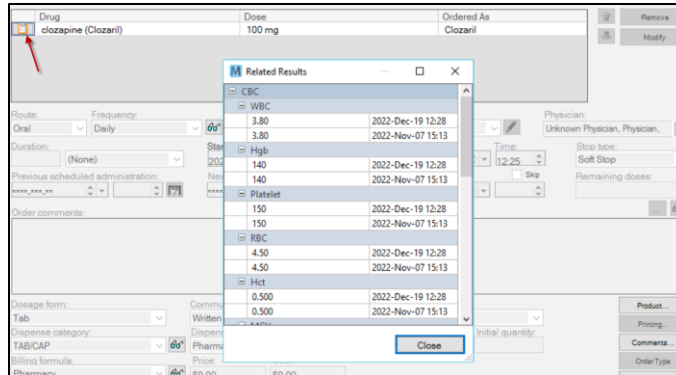 Drug Dose Ordered As
clozapine (Clozaril) 100 mg Clozaril
Remove
Modify
Related Results
CBC
WBC
3.80 2022-Dec-19 12:28
3.80 2022-Nov-07 15:13
Hgb
140 2022-Dec-19 12:28
140 2022-Nov-07 15:13
Platelet
150 2022-Dec-19 12:28
150 2022-Nov-07 15:13
RBC
4.50 2022-Dec-19 12:28
4.50 2022-Nov-07 15:13
Hct
0.500 2022-Dec-19 12:28
0.500 2022-Nov-07 15:13
Close
Route: Frequency: Physician:
Oral Daily Unknown Physician, Physician,
Duration: Time: Stop type:
(None) 202 12:25 Soft Stop
Previous scheduled administration: Skip Remaining doses:
Order comments:
Dosage form:
Tab Written
Product...
Printing...
Dispense category: Initial quantity:
TAB/CAP Pharma
Comments...
Billing formula: Price:
Order Type
Pharmacy $0.00 $0.00